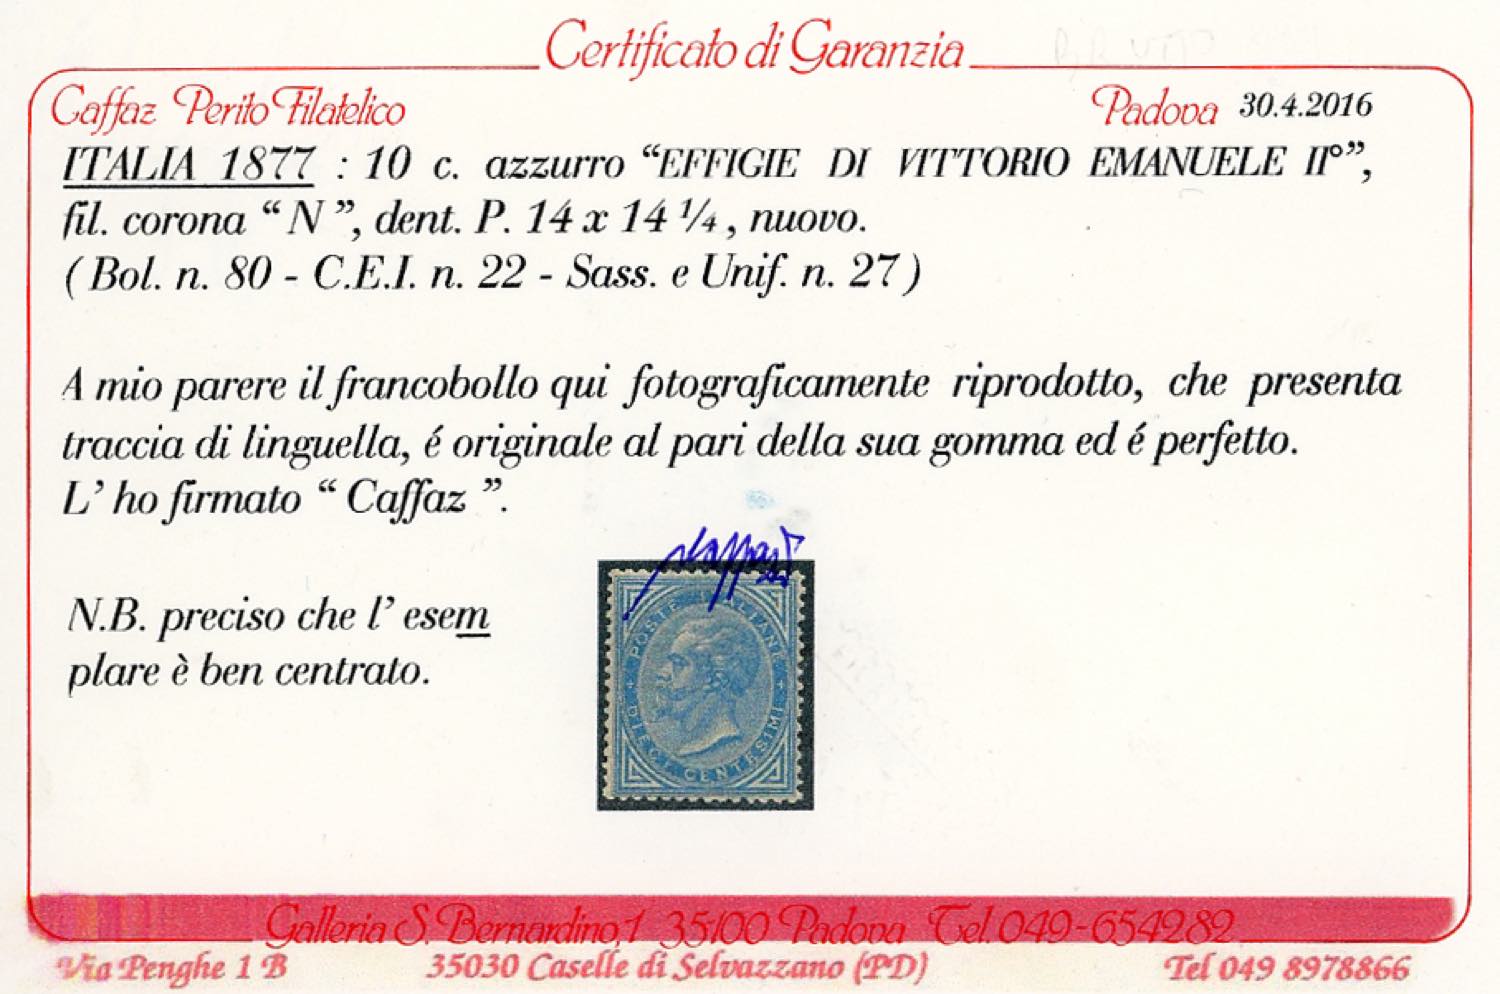 Certificato di Garanzia
Caffaz Perito Filatelico Padova 30.4.2016
ITALIA 1877 : 10 c. azzurro “EFFIGIE DI VITTORIO EMANUELE II°”,
fil. corona “ N ”, dent. P. 14 x 14 ¼ , nuovo.
( Bol. n. 80 - C.E.I. n. 22 - Sass. e Unif. n. 27 )
A mio parere il francobollo qui fotograficamente riprodotto, che presenta
traccia di linguella, é originale al pari della sua gomma ed é perfetto.
L’ ho firmato “ Caffaz ”.
N.B. preciso che l’ esem
plare è ben centrato.
POSTE ITALIANE
DIECI CENTESIMI
Galleria S. Bernardino, 1 35100 Padova Tel. 049-654282
Via Penghe 1 B 35030 Caselle di Selvazzano (PD) Tel 049 8978866